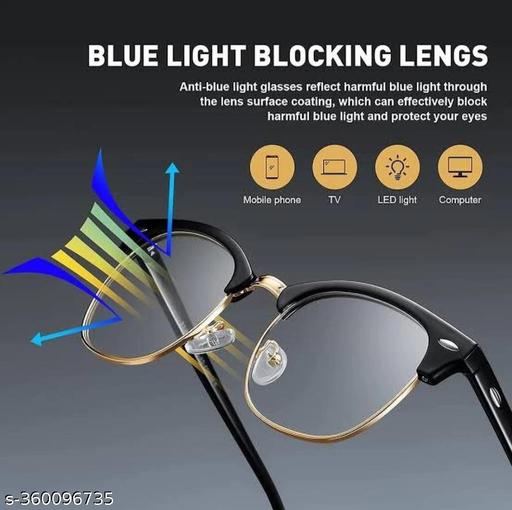 BLUE LIGHT BLOCKING LENGS
Anti-blue light glasses reflect harmful blue light through
the lens surface coating, which can effectively block
harmful blue light and protect your eyes
Mobile phone TV LED light Computer
s-360096735